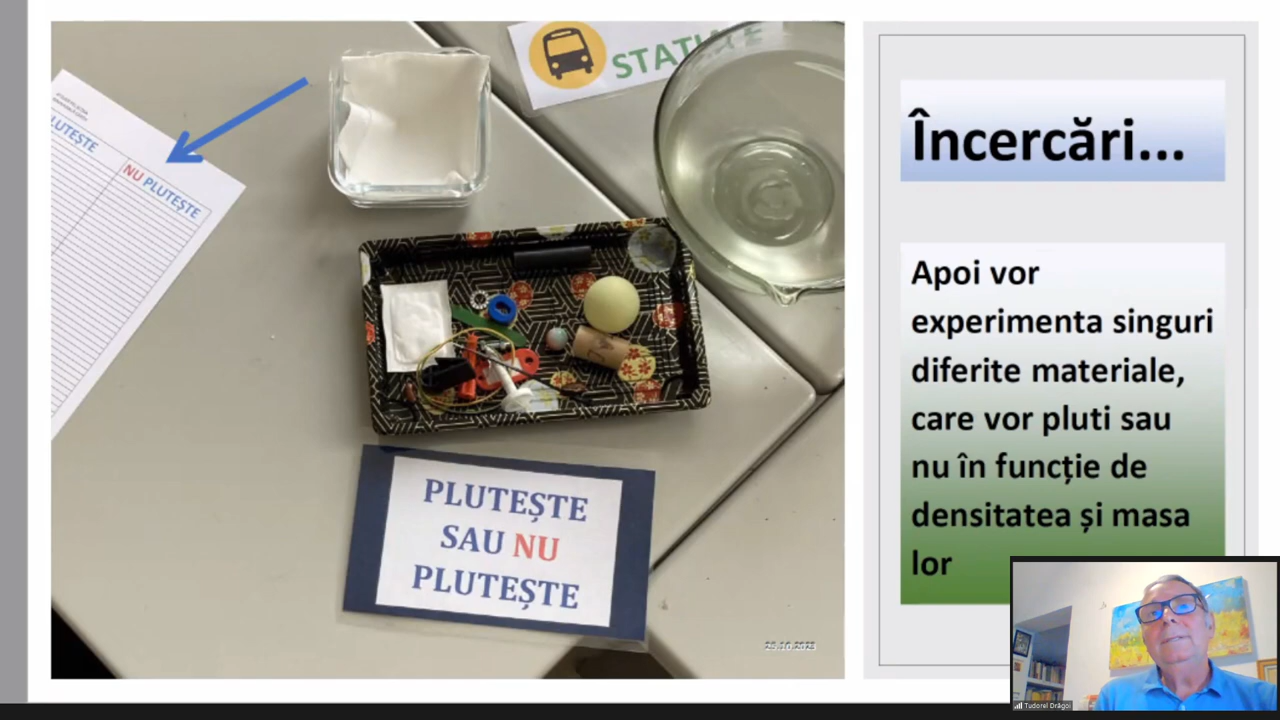 STAȚI
PLUTEȘTE
NU PLUTEȘTE
PLUTEȘTE
SAU NU
PLUTEȘTE
Încercări...
Apoi vor
experimenta singuri
diferite materiale,
care vor pluti sau
nu în funcție de
densitatea și masa
lor
Tudorel Drăgoi